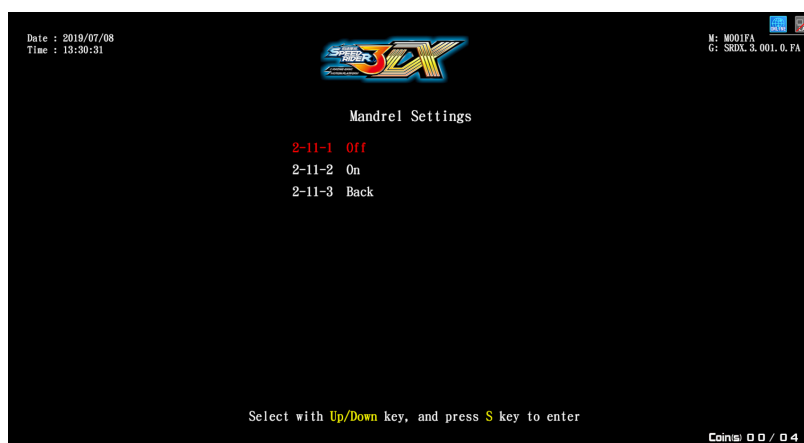 Date : 2019/07/08
Time : 13:30:31
SPEED RIDER 3 DX
M: M001FA
G: SRDX.3.001.0.FA
Mandrel Settings
2-11-1 Off
2-11-2 On
2-11-3 Back
Select with Up/Down key, and press S key to enter
Coin(s) 00/04